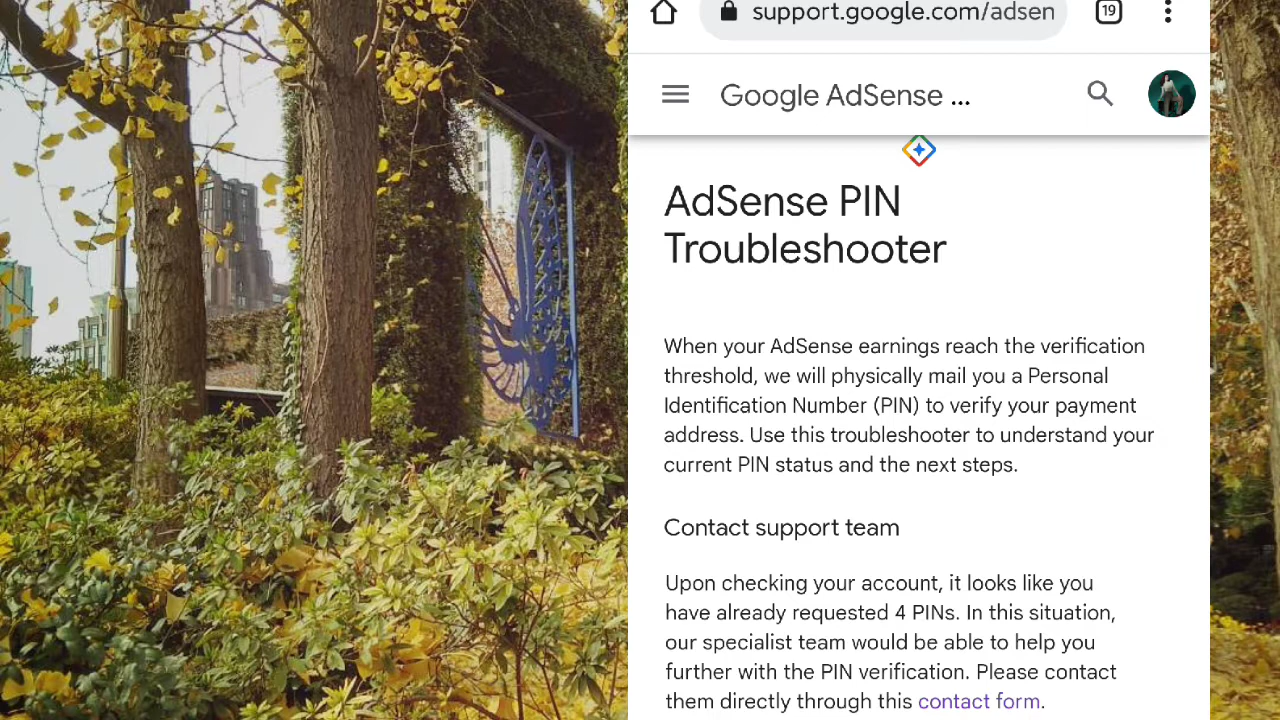 support.google.com/adsen
19
Google AdSense ...
AdSense PIN
Troubleshooter
When your AdSense earnings reach the verification
threshold, we will physically mail you a Personal
Identification Number (PIN) to verify your payment
address. Use this troubleshooter to understand your
current PIN status and the next steps.
Contact support team
Upon checking your account, it looks like you
have already requested 4 PINs. In this situation,
our specialist team would be able to help you
further with the PIN verification. Please contact
them directly through this contact form.